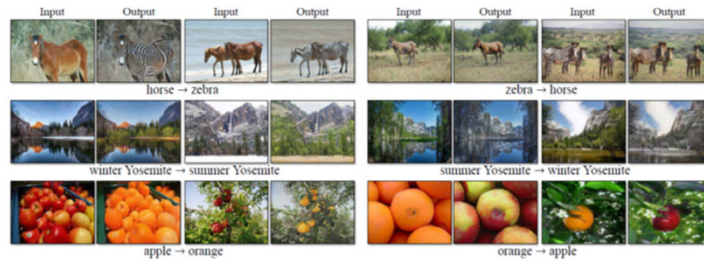 Input Output Input Output Input Output Input Output
horse → zebra zebra → horse
winter Yosemite → summer Yosemite summer Yosemite → winter Yosemite
apple → orange orange → apple